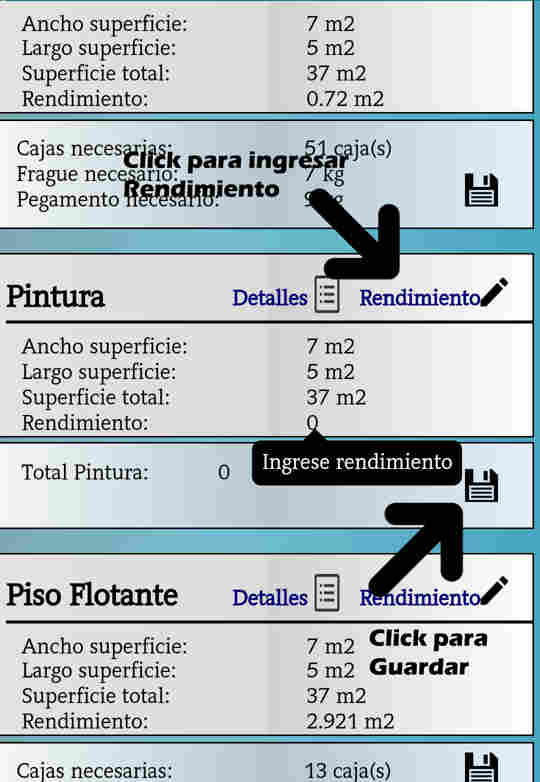 Ancho superficie: 7 m2
Largo superficie: 5 m2
Superficie total: 37 m2
Rendimiento: 0.72 m2
Cajas necesarias: 51 caja(s)
Click para ingresar
Frague necesario: 7 kg
Rendimiento
Pegamento necesario: 9 kg
Pintura Detalles Rendimiento
Ancho superficie: 7 m2
Largo superficie: 5 m2
Superficie total: 37 m2
Rendimiento: 0
Ingrese rendimiento
Total Pintura: 0
Piso Flotante Detalles Rendimiento
Click para
Guardar
Ancho superficie: 7 m2
Largo superficie: 5 m2
Superficie total: 37 m2
Rendimiento: 2.921 m2
Cajas necesarias: 13 caja(s)